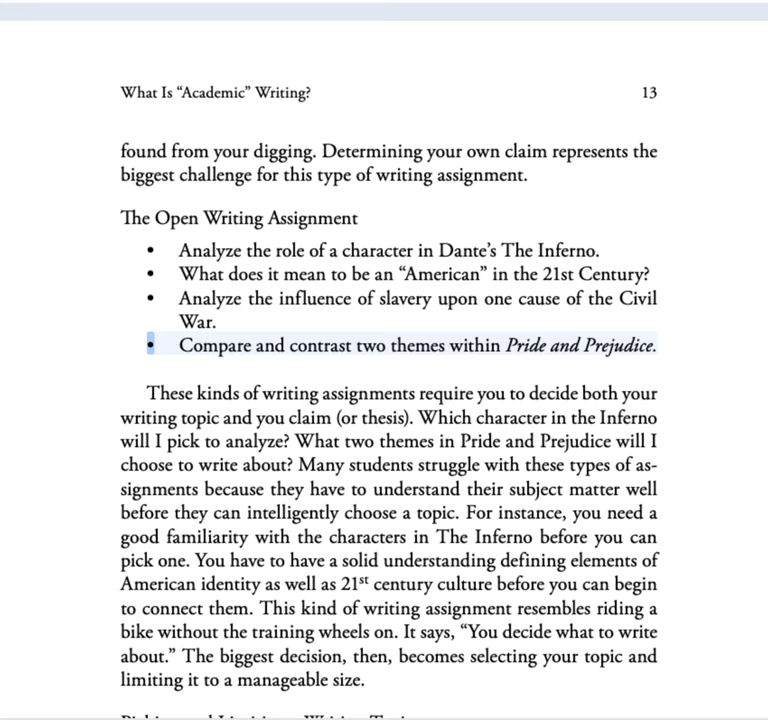 What Is “Academic” Writing? 13
found from your digging. Determining your own claim represents the
biggest challenge for this type of writing assignment.
The Open Writing Assignment
• Analyze the role of a character in Dante’s The Inferno.
• What does it mean to be an “American” in the 21st Century?
• Analyze the influence of slavery upon one cause of the Civil
War.
• Compare and contrast two themes within Pride and Prejudice.
These kinds of writing assignments require you to decide both your
writing topic and you claim (or thesis). Which character in the Inferno
will I pick to analyze? What two themes in Pride and Prejudice will I
choose to write about? Many students struggle with these types of as-
signments because they have to understand their subject matter well
before they can intelligently choose a topic. For instance, you need a
good familiarity with the characters in The Inferno before you can
pick one. You have to have a solid understanding defining elements of
American identity as well as 21st century culture before you can begin
to connect them. This kind of writing assignment resembles riding a
bike without the training wheels on. It says, “You decide what to write
about.” The biggest decision, then, becomes selecting your topic and
limiting it to a manageable size.